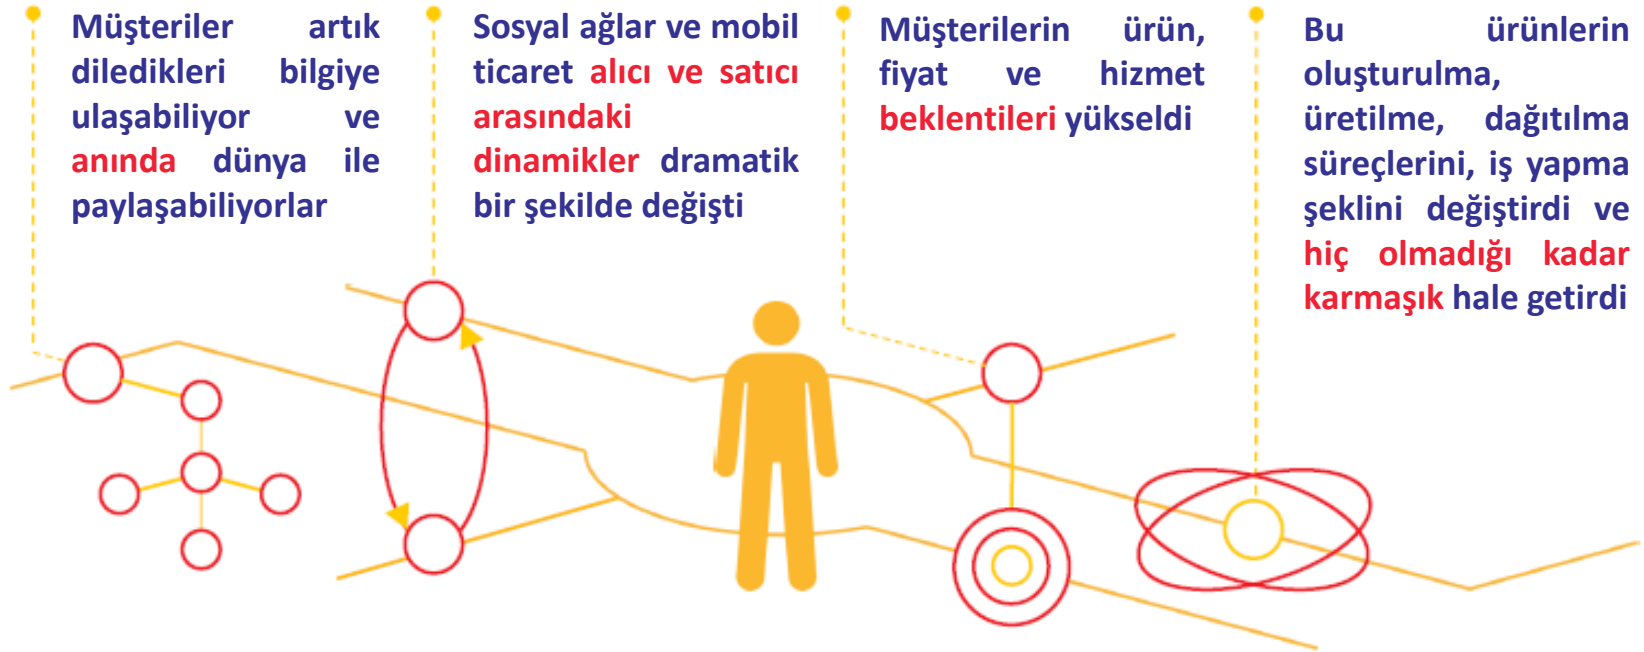 Müşteriler artık
diledikleri bilgiye
ulaşabiliyor ve
anında dünya ile
paylaşabiliyorlar
Sosyal ağlar ve mobil
ticaret alıcı ve satıcı
arasındaki
dinamikler dramatik
bir şekilde değişti
Müşterilerin ürün,
fiyat ve hizmet
beklentileri yükseldi
Bu ürünlerin
oluşturulma,
üretilme, dağıtılma
süreçlerini, iş yapma
şeklini değiştirdi ve
hiç olmadığı kadar
karmaşık hale getirdi